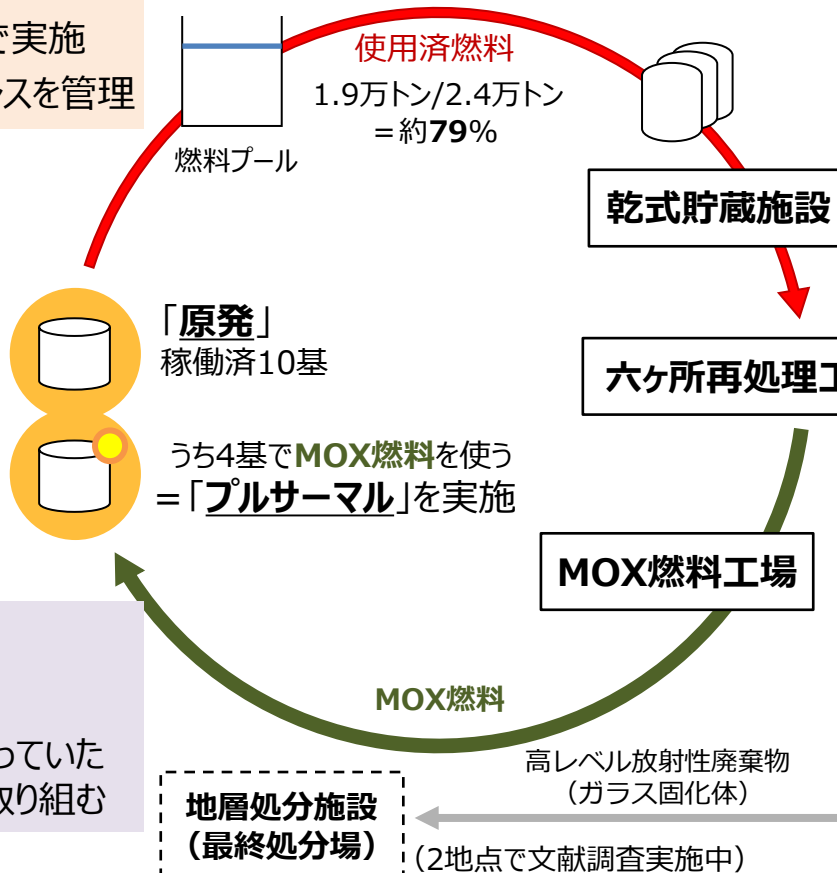 で実施
ンスを管理
使用済燃料
1.9万トン/2.4万トン
＝約79%
燃料プール
乾式貯蔵施設
「原発」
稼働済10基
六ヶ所再処理工
うち4基でMOX燃料を使う
＝「プルサーマル」を実施
MOX燃料工場
MOX燃料
っていた
取り組む
高レベル放射性廃棄物
（ガラス固化体）
地層処分施設
（最終処分場）
（2地点で文献調査実施中）